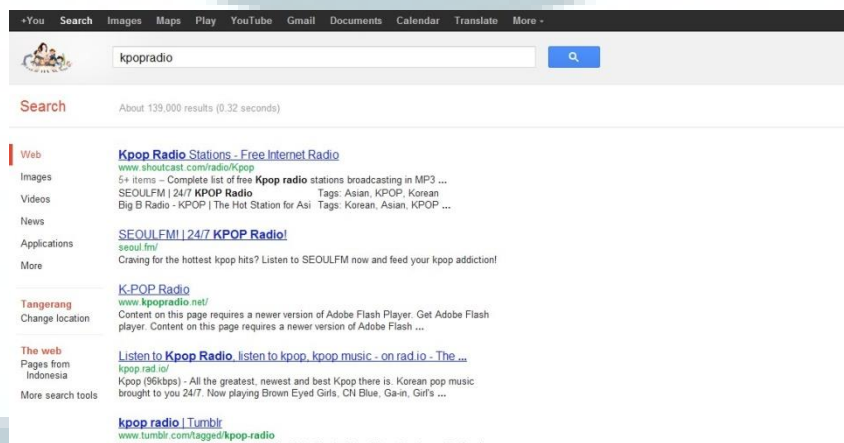 +You Search Images Maps Play YouTube Gmail Documents Calendar Translate More
kpopradio
Search
About 139,000 results (0.32 seconds)
Web
Images
Videos
News
Applications
More
Tangerang
Change location
The web
Pages from
Indonesia
More search tools
Kpop Radio Stations - Free Internet Radio
www.shoutcast.com/radio/Kpop
5+ items – Complete list of free Kpop radio stations broadcasting in MP3 ...
SEOULFM | 24/7 KPOP Radio Tags: Asian, KPOP, Korean
Big B Radio - KPOP | The Hot Station for Asi Tags: Korean, Asian, KPOP ...
SEOULFM! | 24/7 KPOP Radio!
seoul.fm/
Craving for the hottest kpop hits? Listen to SEOULFM now and feed your kpop addiction!
K-POP Radio
www.kpopradio.net/
Content on this page requires a newer version of Adobe Flash Player. Get Adobe Flash
player. Content on this page requires a newer version of Adobe Flash ...
Listen to Kpop Radio, listen to kpop, kpop music - on rad.io - The ...
kpop.rad.io/
Kpop (96kbps) - All the greatest, newest and best Kpop there is. Korean pop music
brought to you 24/7. Now playing Brown Eyed Girls, CN Blue, Ga-in, Girl's ...
kpop radio | Tumblr
www.tumblr.com/tagged/kpop-radio